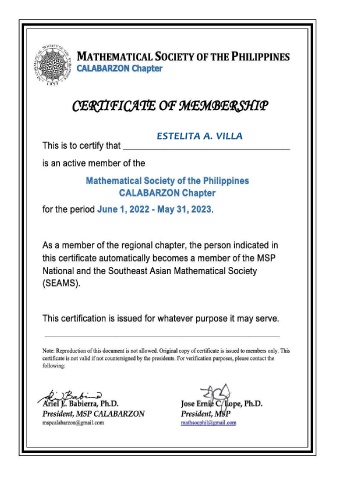 MATHEMATICAL SOCIETY OF THE PHILIPPINES
CALABARZON Chapter
CERTIFICATE OF MEMBERSHIP
ESTELITA A. VILLA
This is to certify that
is an active member of the
Mathematical Society of the Philippines
CALABARZON Chapter
for the period June 1, 2022 - May 31, 2023.
As a member of the regional chapter, the person indicated in
this certificate automatically becomes a member of the MSP
National and the Southeast Asian Mathematical Society
(SEAMS).
This certification is issued for whatever purpose it may serve.
Note: Reproduction of this document is not allowed. Original copy of certificate is issued to members only. This
certificate is not valid if not countersigned by the presidents. For verification purposes, please contact the
following:
Ariel L. Babierra, Ph.D.
President, MSP CALABARZON
mspcalabarzon@gmail.com
Jose Ernie C. Lope, Ph.D.
President, MSP
mathsocphil@gmail.com